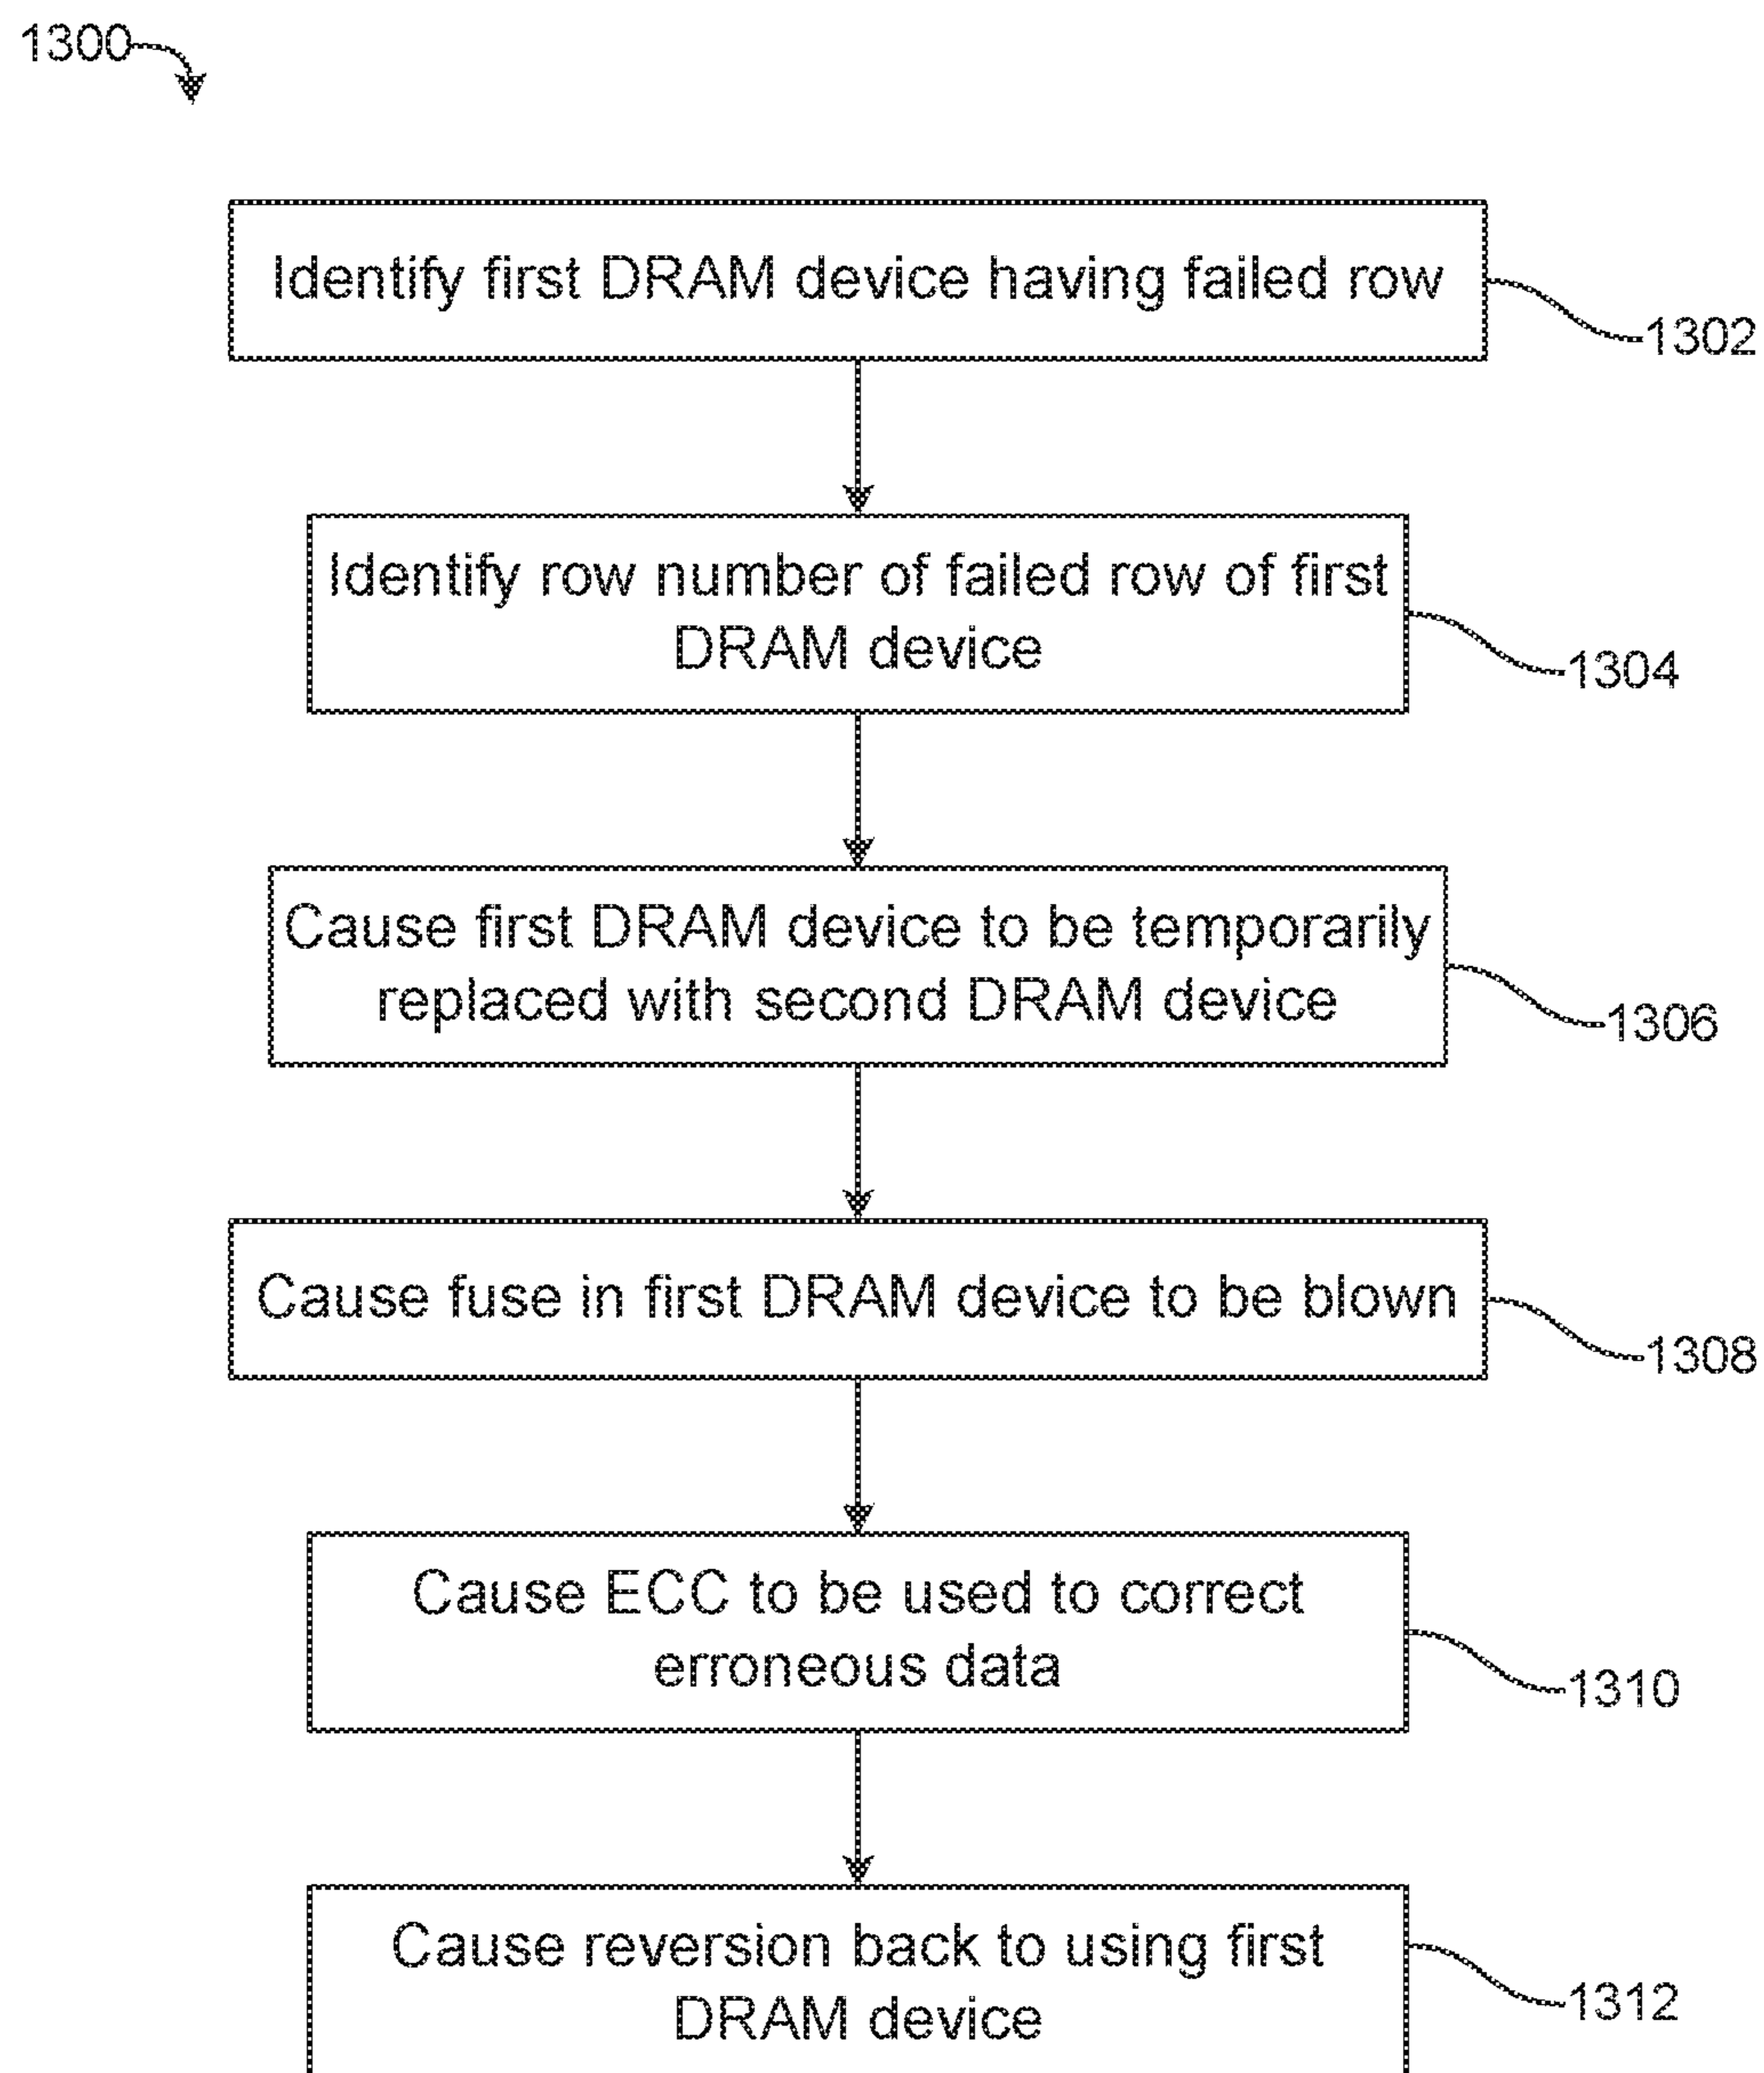 1300
Identify first DRAM device having failed row
1302
Identify row number of failed row of first
DRAM device
1304
Cause first DRAM device to be temporarily
replaced with second DRAM device
1306
Cause fuse in first DRAM device to be blown
1308
Cause ECC to be used to correct
erroneous data
1310
Cause reversion back to using first
DRAM device
1312